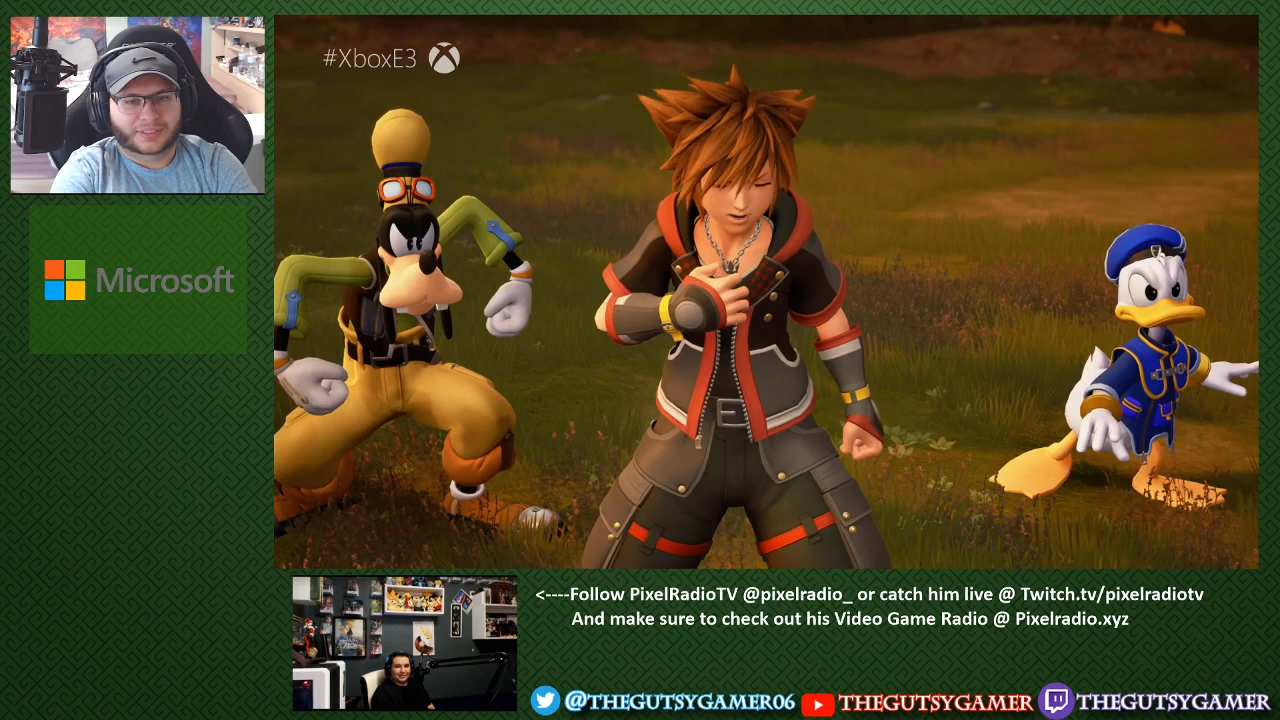 #XboxE3
Microsoft
<----Follow PixelRadioTV @pixelradio_ or catch him live @ Twitch.tv/pixelradiotv
And make sure to check out his Video Game Radio @ Pixelradio.xyz
@THEGUTSYGAMER06 THEGUTSYGAMER THEGUTSYGAMER